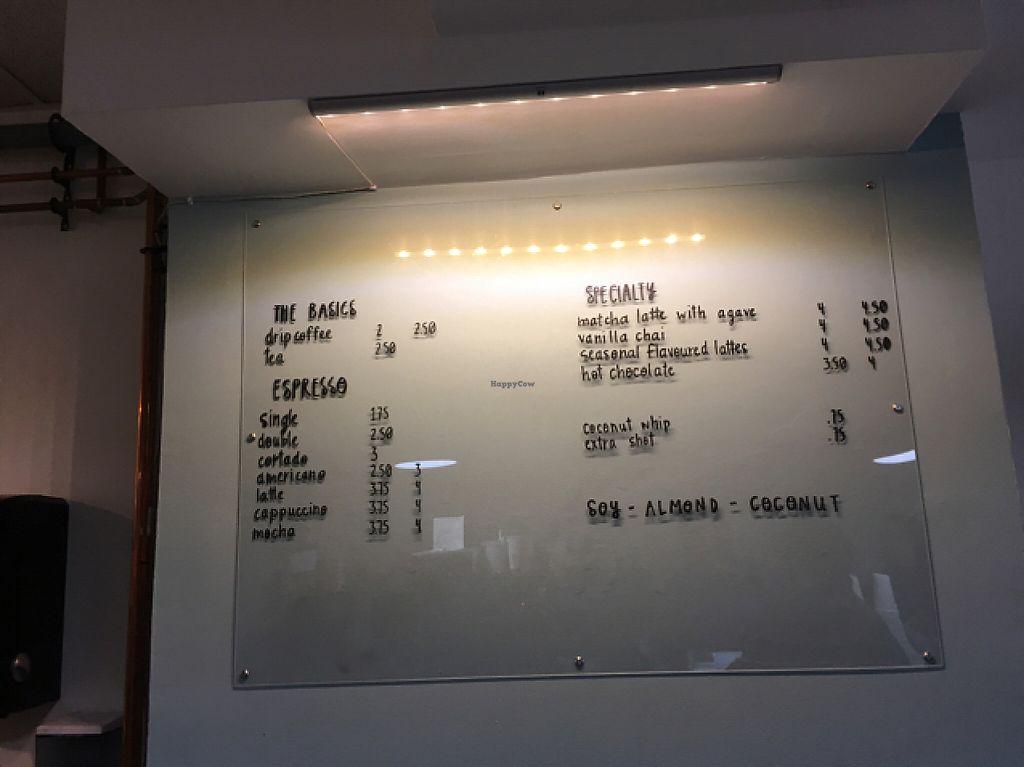 THE BASICS
drip coffee 2 2.50
tea 2.50
ESPRESSO
single 1.75
double 2.50
cortado 3
americano 2.50 3
latte 3.75 4
cappuccino 3.75 4
mocha 3.75 4
SPECIALTY
matcha latte with agave 4 4.50
vanilla chai 4 4.50
seasonal flavoured lattes 4 4.50
hot chocolate 3.50 4
coconut whip .75
extra shot .75
SOY - ALMOND - COCONUT
HappyCow